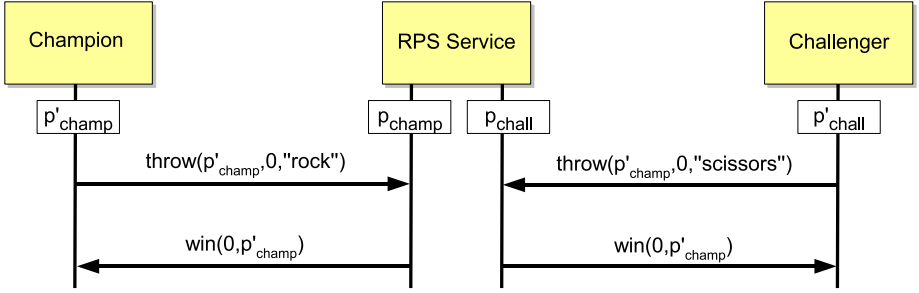 Champion
RPS Service
Challenger
p'champ
pchamp
pchall
p'chall
throw(p'champ,0,"rock")
throw(p'champ,0,"scissors")
win(0,p'champ)
win(0,p'champ)